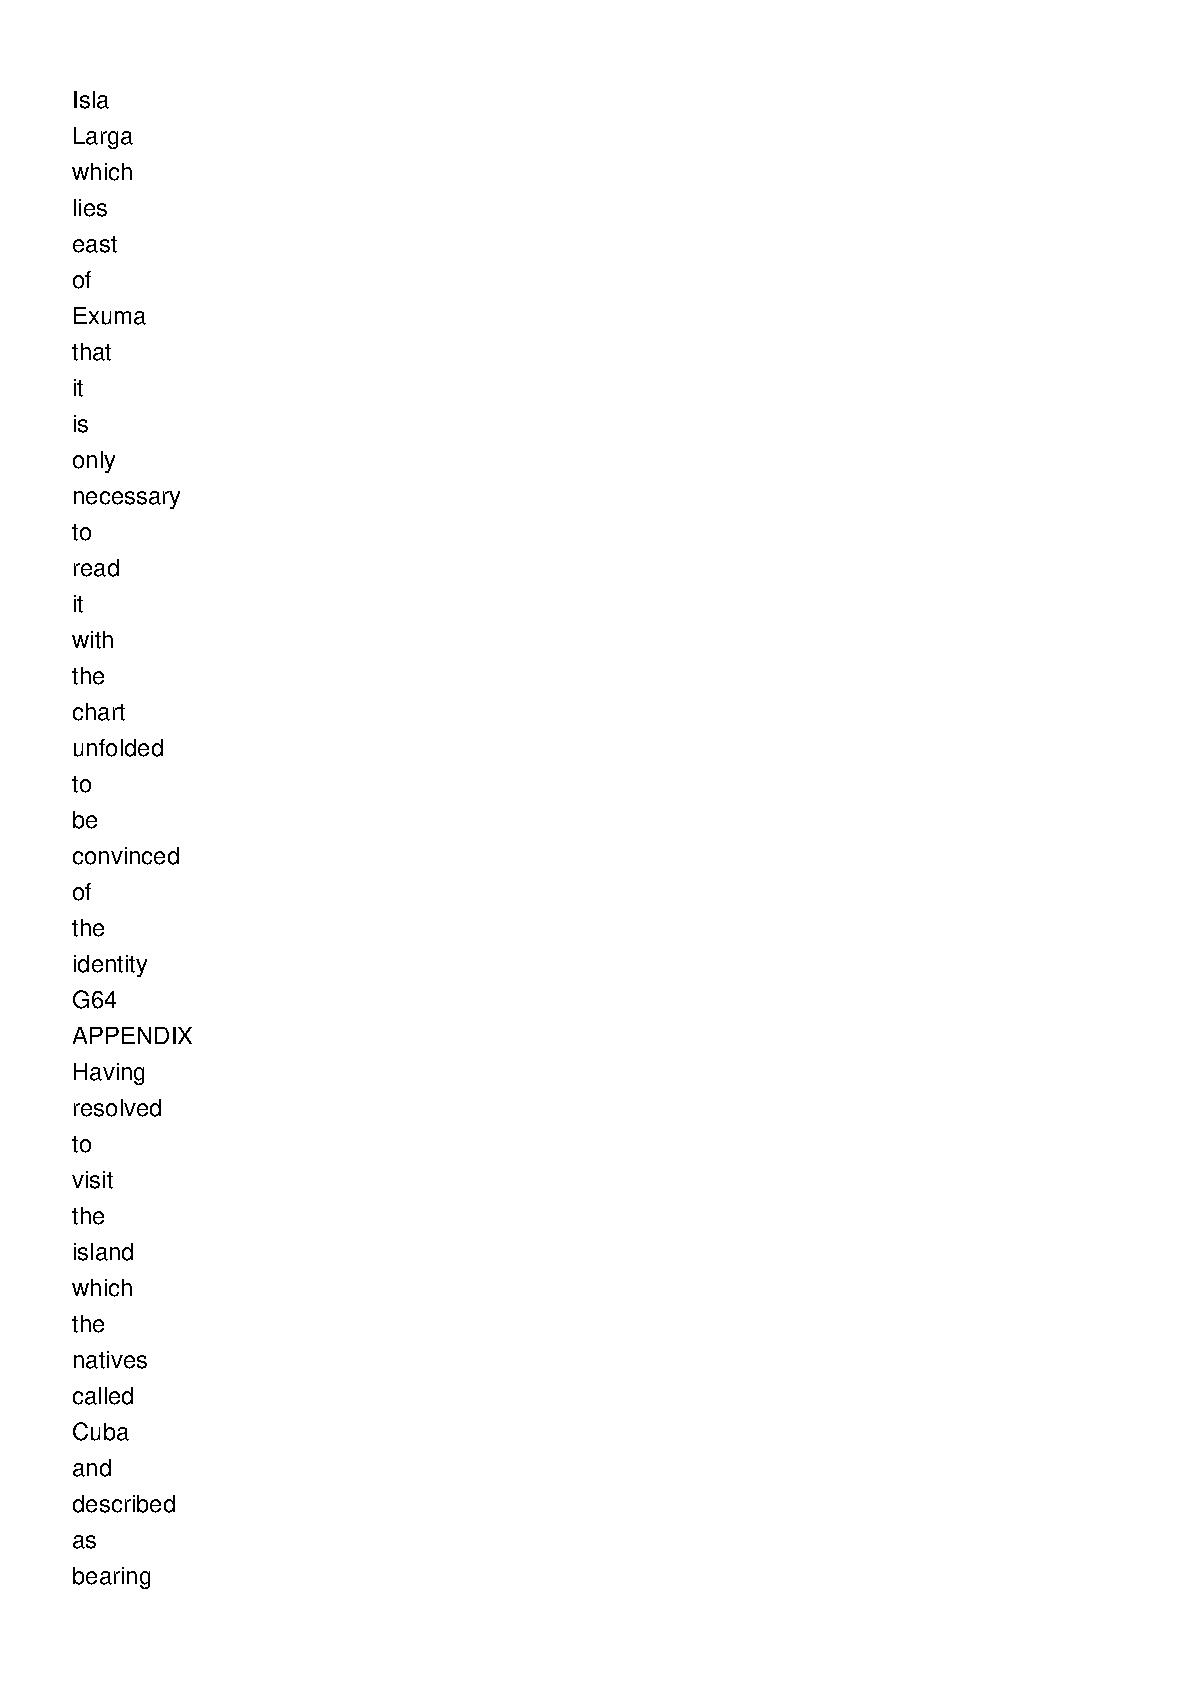 Isla
Larga
which
lies
east
of
Exuma
that
it
is
only
necessary
to
read
it
with
the
chart
unfolded
to
be
convinced
of
the
identity
G64
APPENDIX
Having
resolved
to
visit
the
island
which
the
natives
called
Cuba
and
described
as
bearing